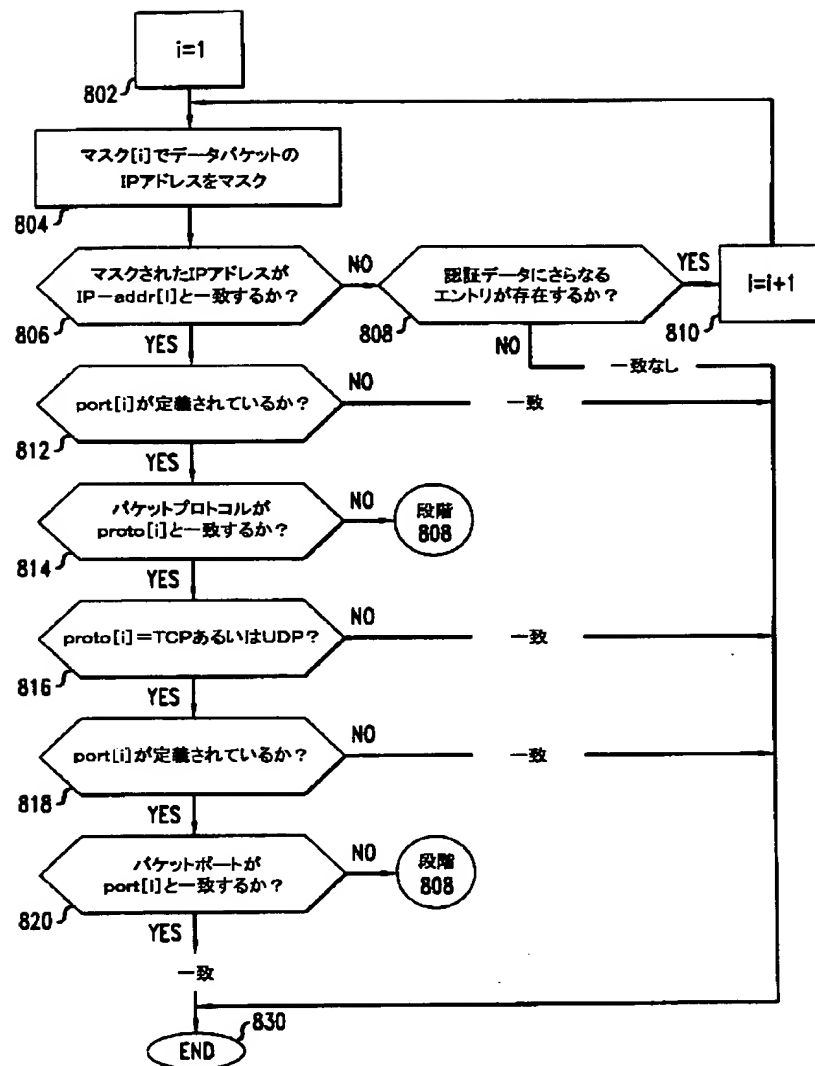 i=1
802
マスク[i]でデータパケットの
IPアドレスをマスク
804
マスクされたIPアドレスが
IP-addr[i]と一致するか?
806
NO
YES
認証データにさらなる
エントリが存在するか?
808
YES
NO
i=i+1
810
一致なし
port[i]が定義されているか?
812
NO
一致
YES
パケットプロトコルが
proto[i]と一致するか?
814
NO
段階
808
YES
proto[i]=TCPあるいはUDP?
816
NO
一致
YES
port[i]が定義されているか?
818
NO
一致
YES
パケットポートが
port[i]と一致するか?
820
NO
段階
808
YES
一致
END
830